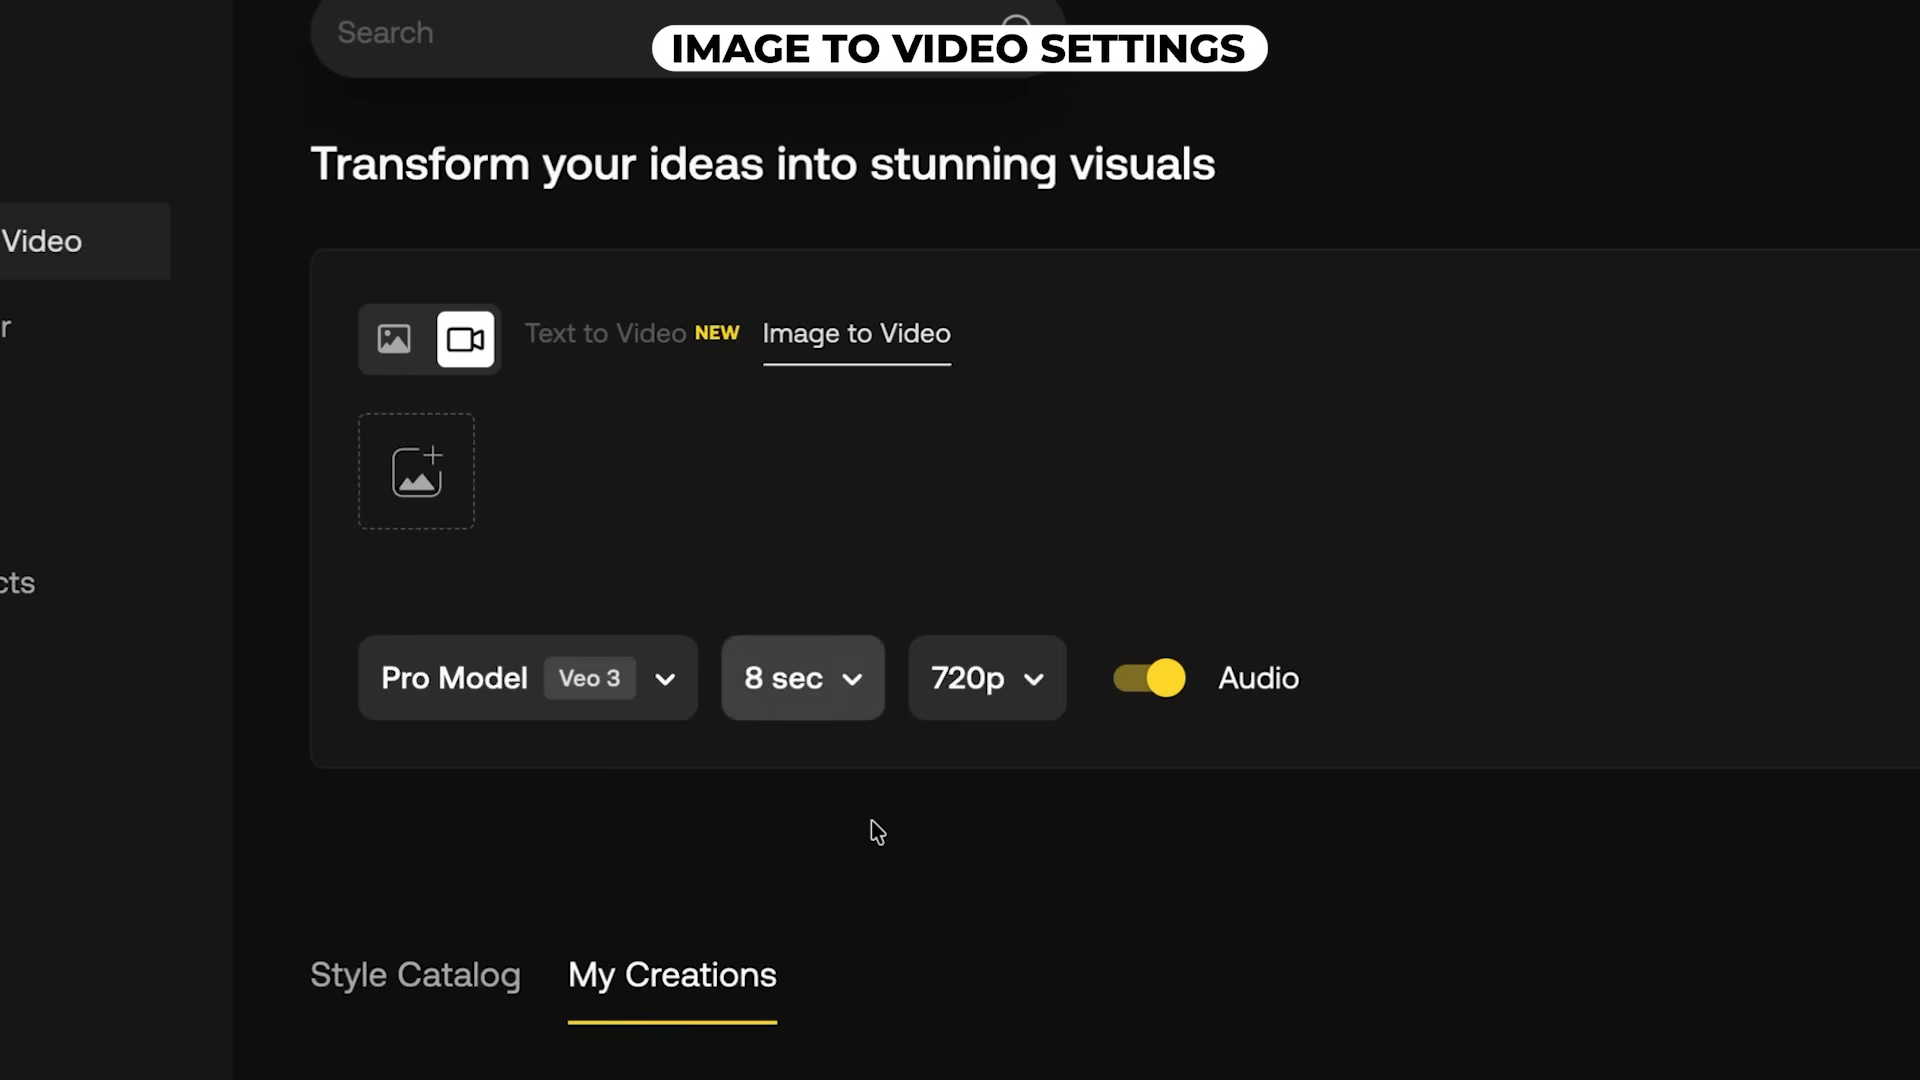 Search
IMAGE TO VIDEO SETTINGS
Transform your ideas into stunning visuals
Video
r
Text to Video NEW Image to Video
cts
Pro Model Veo 3 8 sec 720p Audio
Style Catalog My Creations